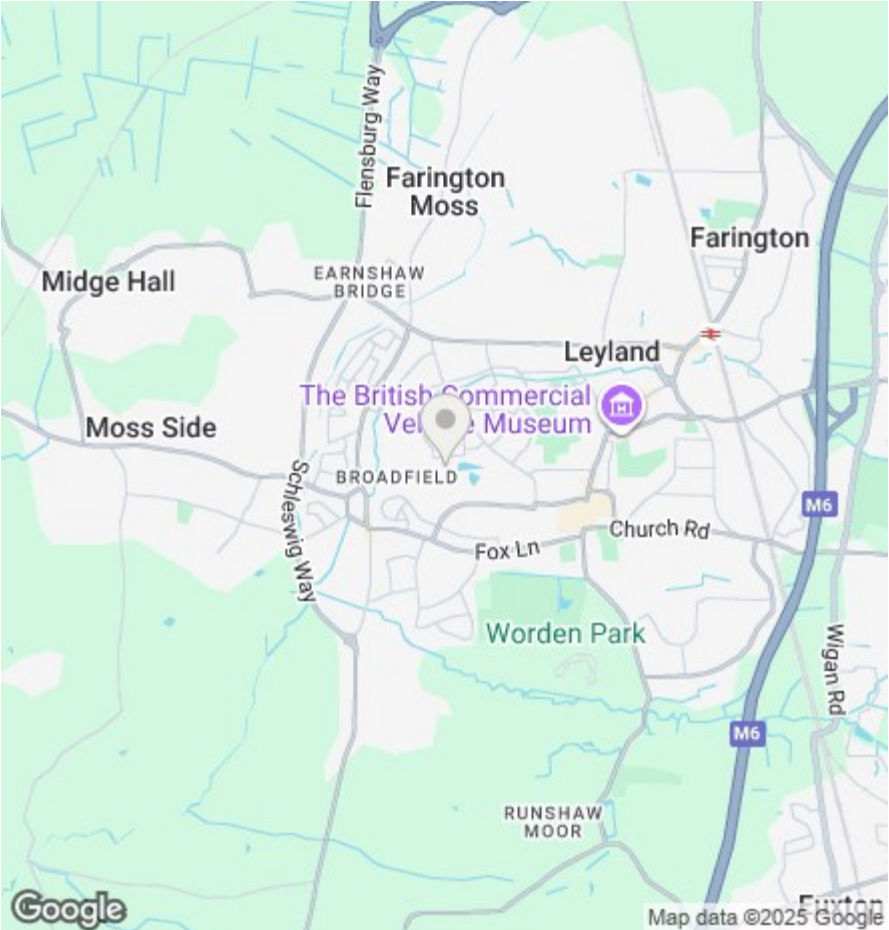 Flensburg Way
Farington
Moss
Farington
Midge Hall
EARNSHAW
BRIDGE
Leyland
The British Commercial
Museum
Moss Side
BROADFIELD
Schleswig Way
M6
Church Rd
Fox Ln
Worden Park
Wigan Rd
M6
RUNSHAW
MOOR
Euxton
Google
Map data ©2025 Google